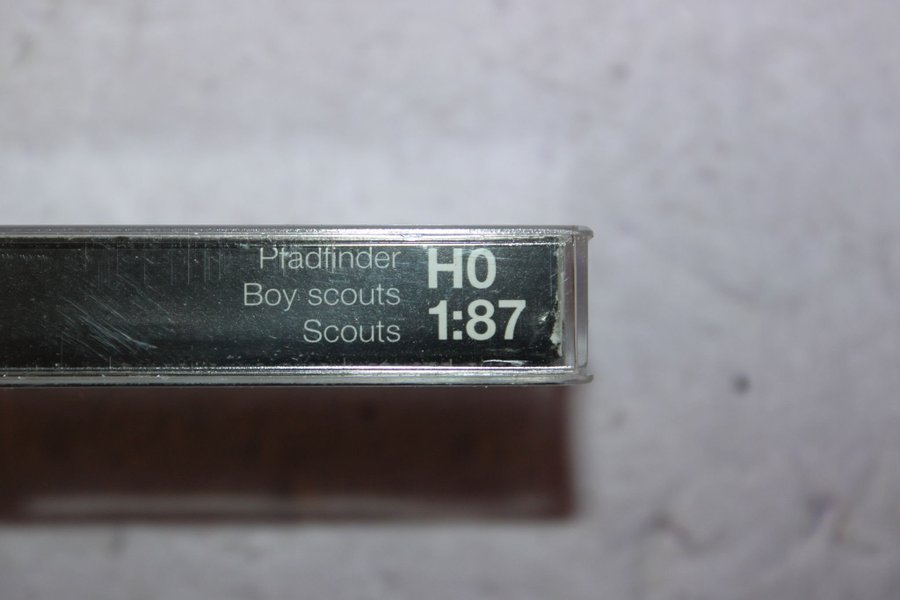 Pfadfinder
Boy scouts
Scouts
H0
1:87